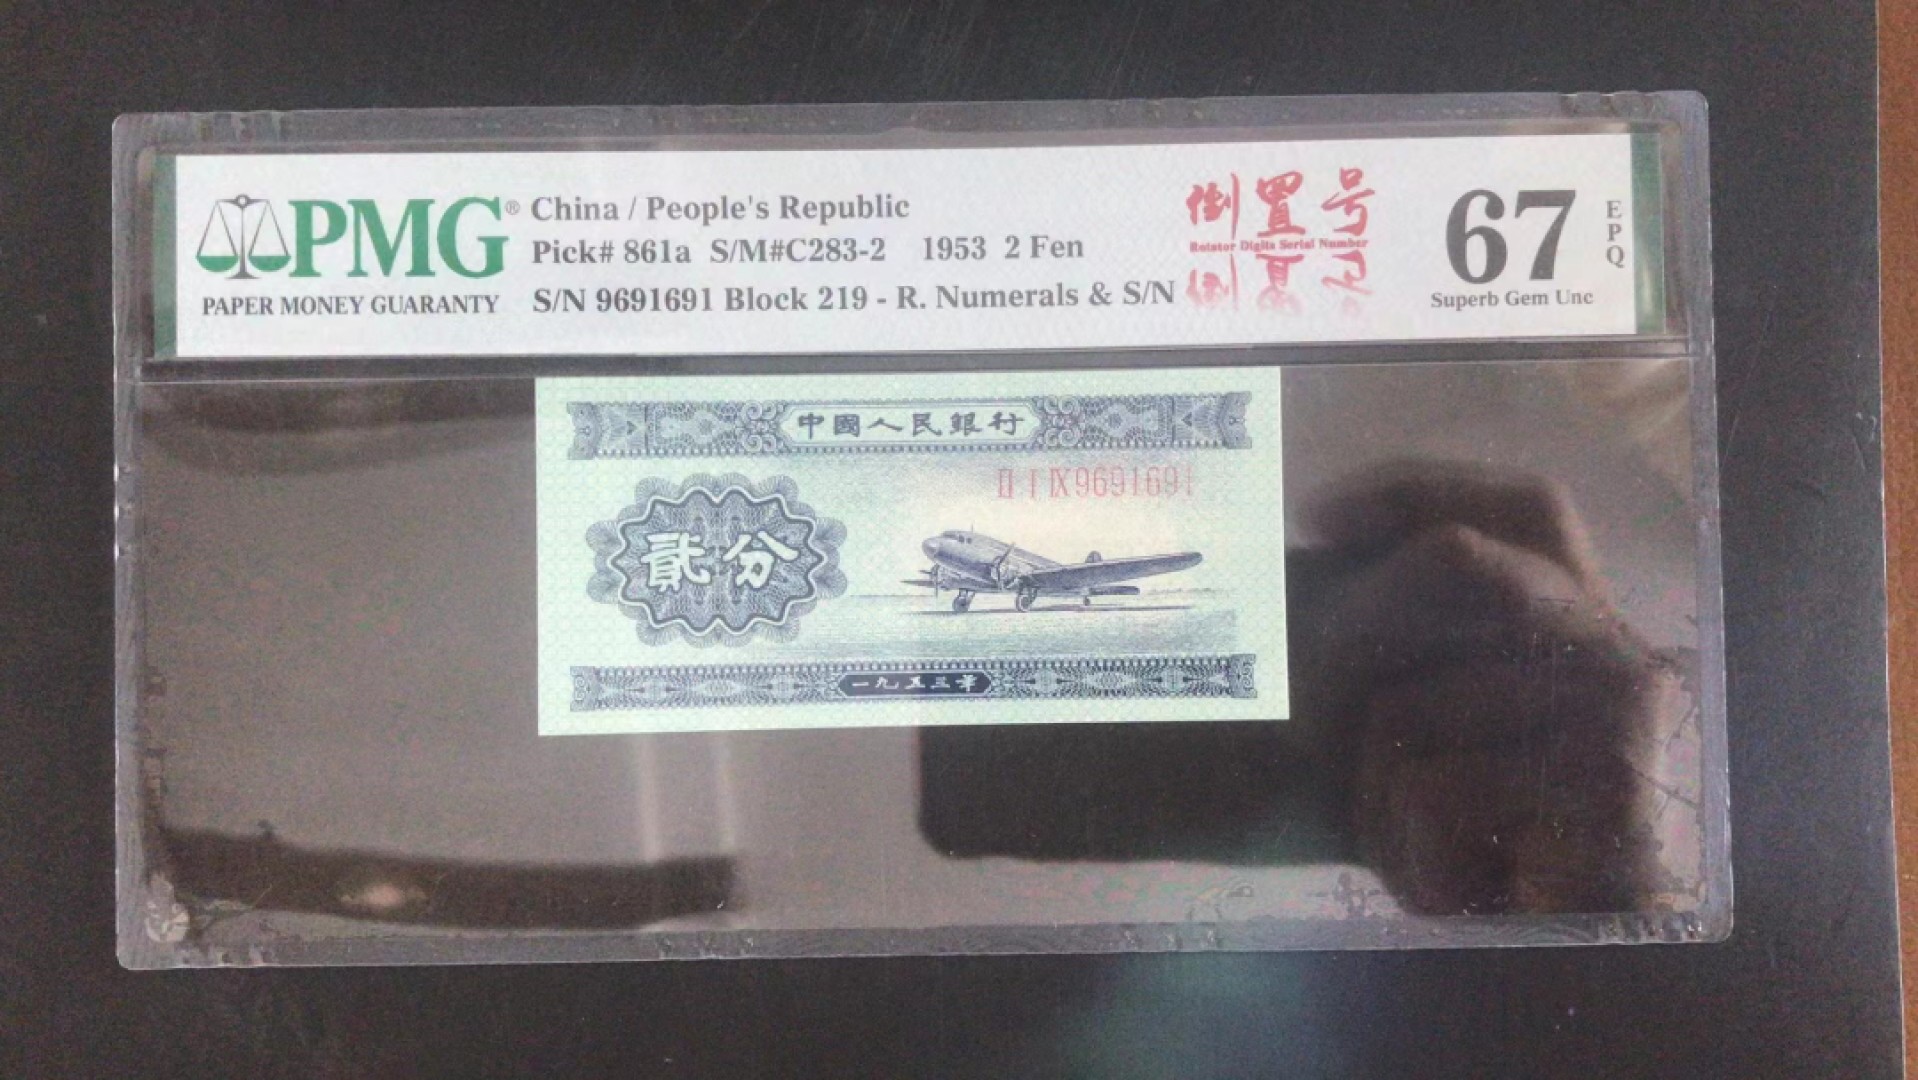 PMG®
PAPER MONEY GUARANTY
China / People's Republic
Pick# 861a S/M#C283-2 1953 2 Fen
S/N 9691691 Block 219 - R. Numerals & S/N
倒置号
Rotator Digits Serial Number
67
EPQ
Superb Gem Unc
中國人民銀行
II I IX 9691691
貳分
一九五三年